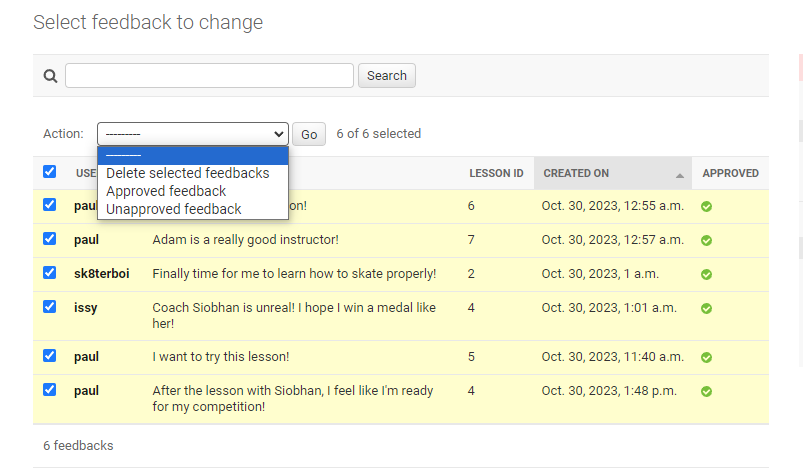 Select feedback to change
Search
Action: --------- Go 6 of 6 selected
---------
Delete selected feedbacks
Approved feedback
Unapproved feedback
USE LESSON ID CREATED ON APPROVED
on! 6 Oct. 30, 2023, 12:55 a.m.
paul Adam is a really good instructor! 7 Oct. 30, 2023, 12:57 a.m.
sk8terboi Finally time for me to learn how to skate properly! 2 Oct. 30, 2023, 1 a.m.
issy Coach Siobhan is unreal! I hope I win a medal like 4 Oct. 30, 2023, 1:01 a.m.
her!
paul I want to try this lesson! 5 Oct. 30, 2023, 11:40 a.m.
paul After the lesson with Siobhan, I feel like I'm ready 4 Oct. 30, 2023, 1:48 p.m.
for my competition!
6 feedbacks